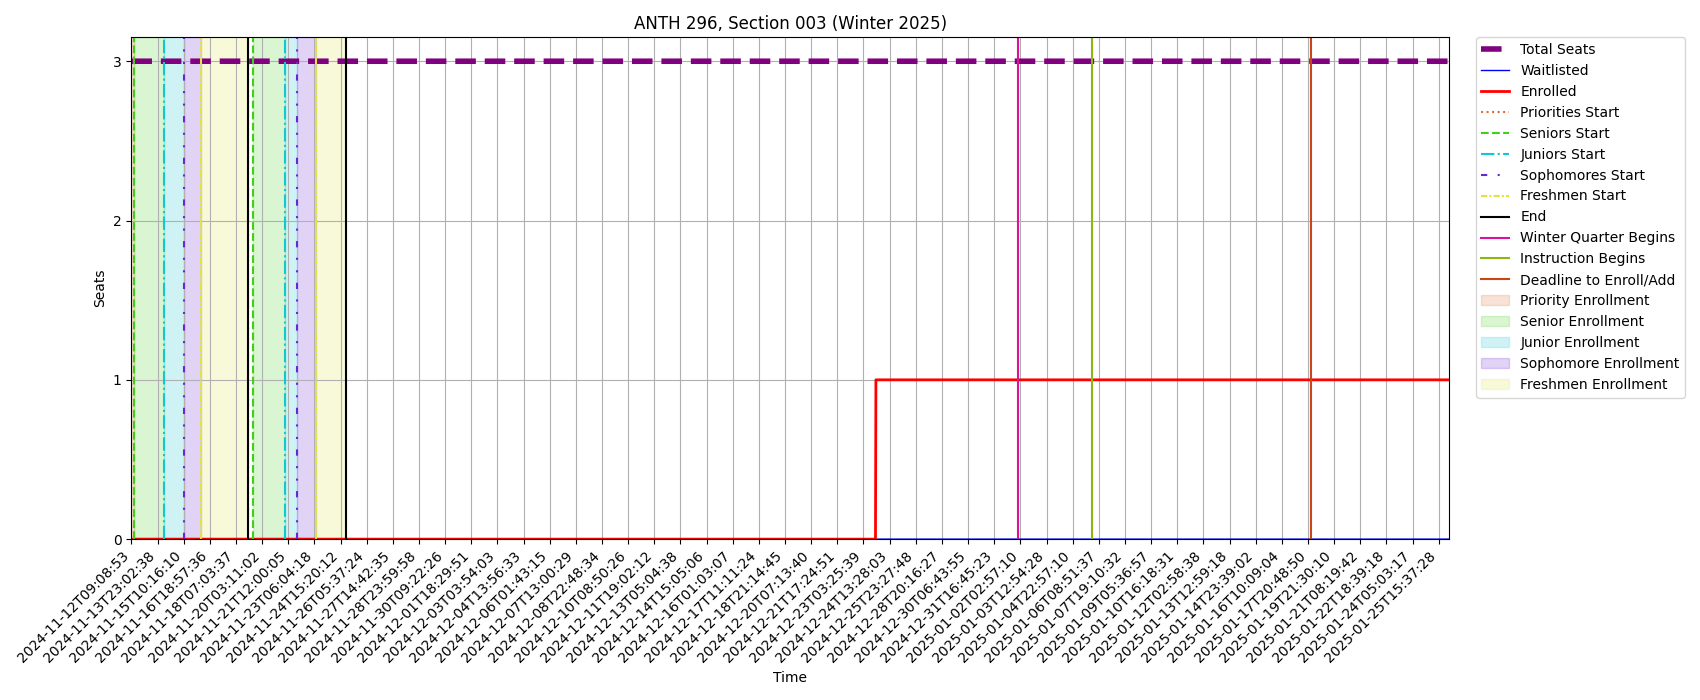 ANTH 296, Section 003 (Winter 2025)
Seats
3
2
1
0
2024-11-12T09:08:53
2024-11-13T23:02:38
2024-11-15T10:16:10
2024-11-16T18:57:36
2024-11-18T07:03:37
2024-11-20T03:11:02
2024-11-21T12:00:05
2024-11-23T06:04:18
2024-11-24T15:20:12
2024-11-26T05:37:24
2024-11-27T14:42:35
2024-11-28T23:59:58
2024-11-30T09:22:26
2024-12-01T18:29:51
2024-12-03T03:54:03
2024-12-04T13:56:33
2024-12-06T01:43:15
2024-12-07T13:00:29
2024-12-08T22:48:34
2024-12-10T08:50:26
2024-12-11T19:02:12
2024-12-13T05:04:38
2024-12-14T15:05:06
2024-12-16T01:03:07
2024-12-17T11:11:24
2024-12-18T21:14:45
2024-12-20T07:13:40
2024-12-21T17:24:51
2024-12-23T03:25:39
2024-12-24T13:28:03
2024-12-25T23:27:48
2024-12-28T20:16:27
2024-12-30T06:43:55
2024-12-31T16:45:23
2025-01-02T02:57:10
2025-01-03T12:54:28
2025-01-04T22:57:10
2025-01-06T08:51:37
2025-01-07T19:10:32
2025-01-09T05:36:57
2025-01-10T16:18:31
2025-01-12T02:58:38
2025-01-13T12:59:18
2025-01-14T23:39:02
2025-01-16T10:09:04
2025-01-17T20:48:50
2025-01-19T21:30:10
2025-01-21T08:19:42
2025-01-22T18:39:18
2025-01-24T05:03:17
2025-01-25T15:37:28
Time
Total Seats
Waitlisted
Enrolled
Priorities Start
Seniors Start
Juniors Start
Sophomores Start
Freshmen Start
End
Winter Quarter Begins
Instruction Begins
Deadline to Enroll/Add
Priority Enrollment
Senior Enrollment
Junior Enrollment
Sophomore Enrollment
Freshmen Enrollment